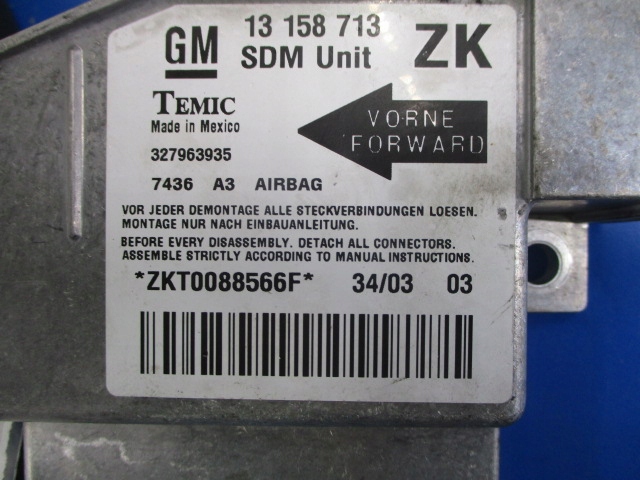 GM 13 158 713 ZK
SDM Unit
TEMIC
Made in Mexico
VORNE
FORWARD
327963935
7436 A3 AIRBAG
VOR JEDER DEMONTAGE ALLE STECKVERBINDUNGEN LOESEN.
MONTAGE NUR NACH EINBAUANLEITUNG.
BEFORE EVERY DISASSEMBLY. DETACH ALL CONNECTORS.
ASSEMBLE STRICTLY ACCORDING TO MANUAL INSTRUCTIONS.
*ZKT0088566F* 34/03 03